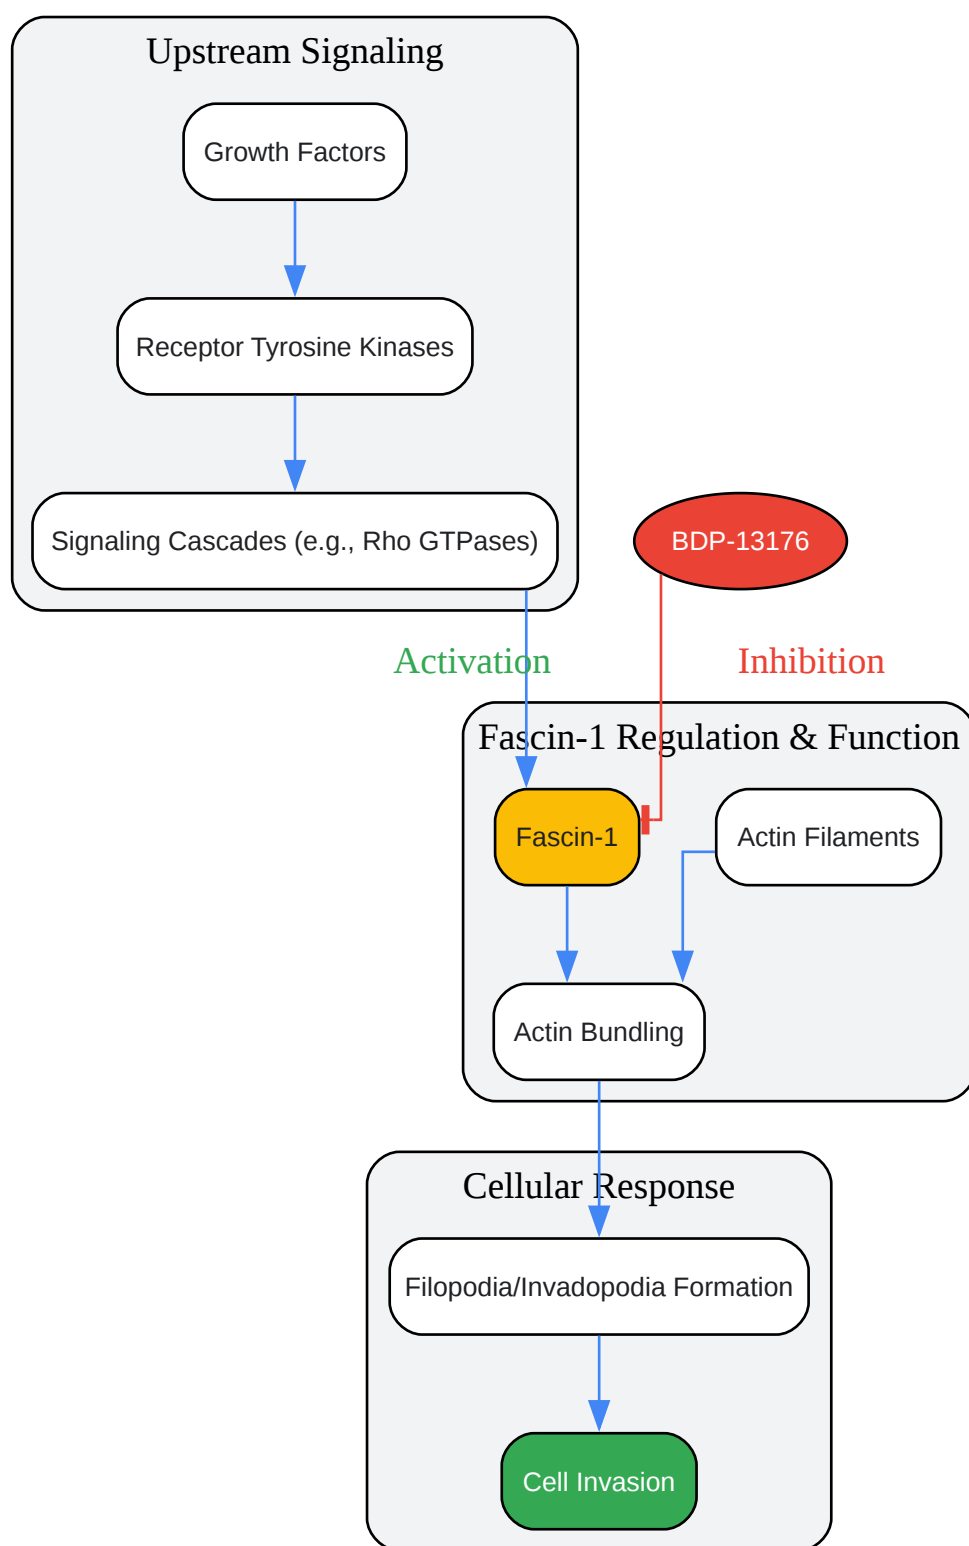 Upstream Signaling
Growth Factors
Receptor Tyrosine Kinases
Signaling Cascades (e.g., Rho GTPases)
BDP-13176
Activation
Inhibition
Fascin-1 Regulation & Function
Fascin-1
Actin Filaments
Actin Bundling
Cellular Response
Filopodia/Invadopodia Formation
Cell Invasion